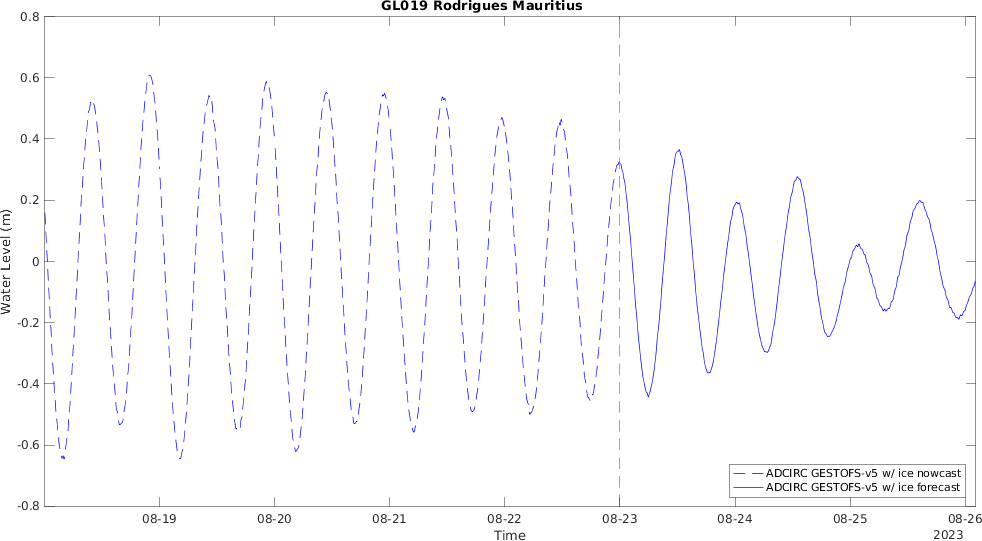 GL019 Rodrigues Mauritius
0.8
0.6
0.4
0.2
0
-0.2
-0.4
-0.6
-0.8
Water Level (m)
ADCIRC GESTOFS-v5 w/ ice nowcast
ADCIRC GESTOFS-v5 w/ ice forecast
08-19 08-20 08-21 08-22 08-23 08-24 08-25 08-26
Time
2023